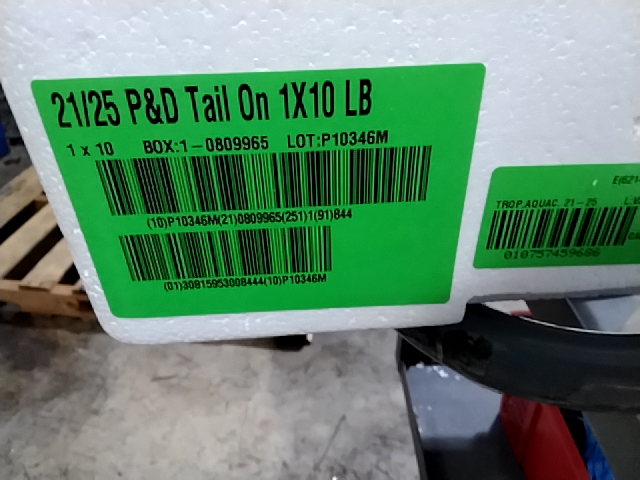 21/25 P&D Tail On 1X10 LB
1 x 10 BOX:1-0809965 LOT:P10346M
(10)P10346M(21)0809965(251)1(91)844
(01)30815953008444(10)P10346M
TROP.AQUAC. 21-25
010757459686